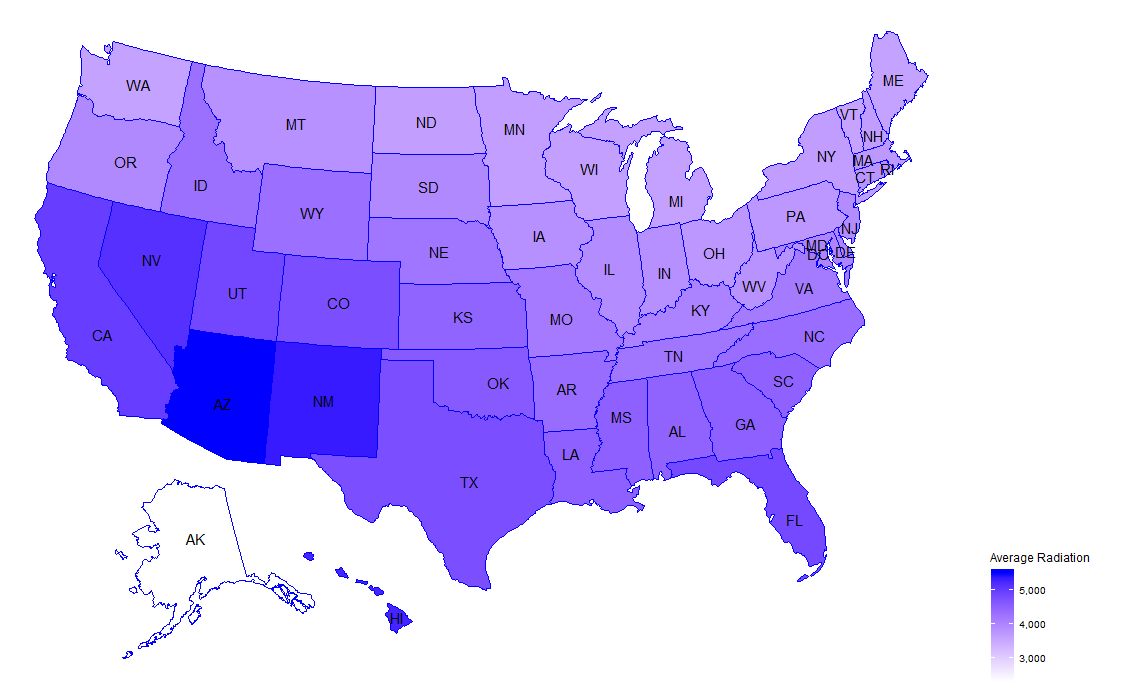 WA
MT
ND
MN
ME
VT
NH
OR
ID
WY
SD
WI
MI
NY
MA
CT
RI
NV
UT
CO
NE
IA
IL
IN
OH
PA
NJ
MD
DC
DE
WV
VA
CA
KS
MO
KY
NC
TN
AZ
NM
OK
AR
SC
MS
AL
GA
LA
TX
FL
AK
HI
Average Radiation
5,000
4,000
3,000